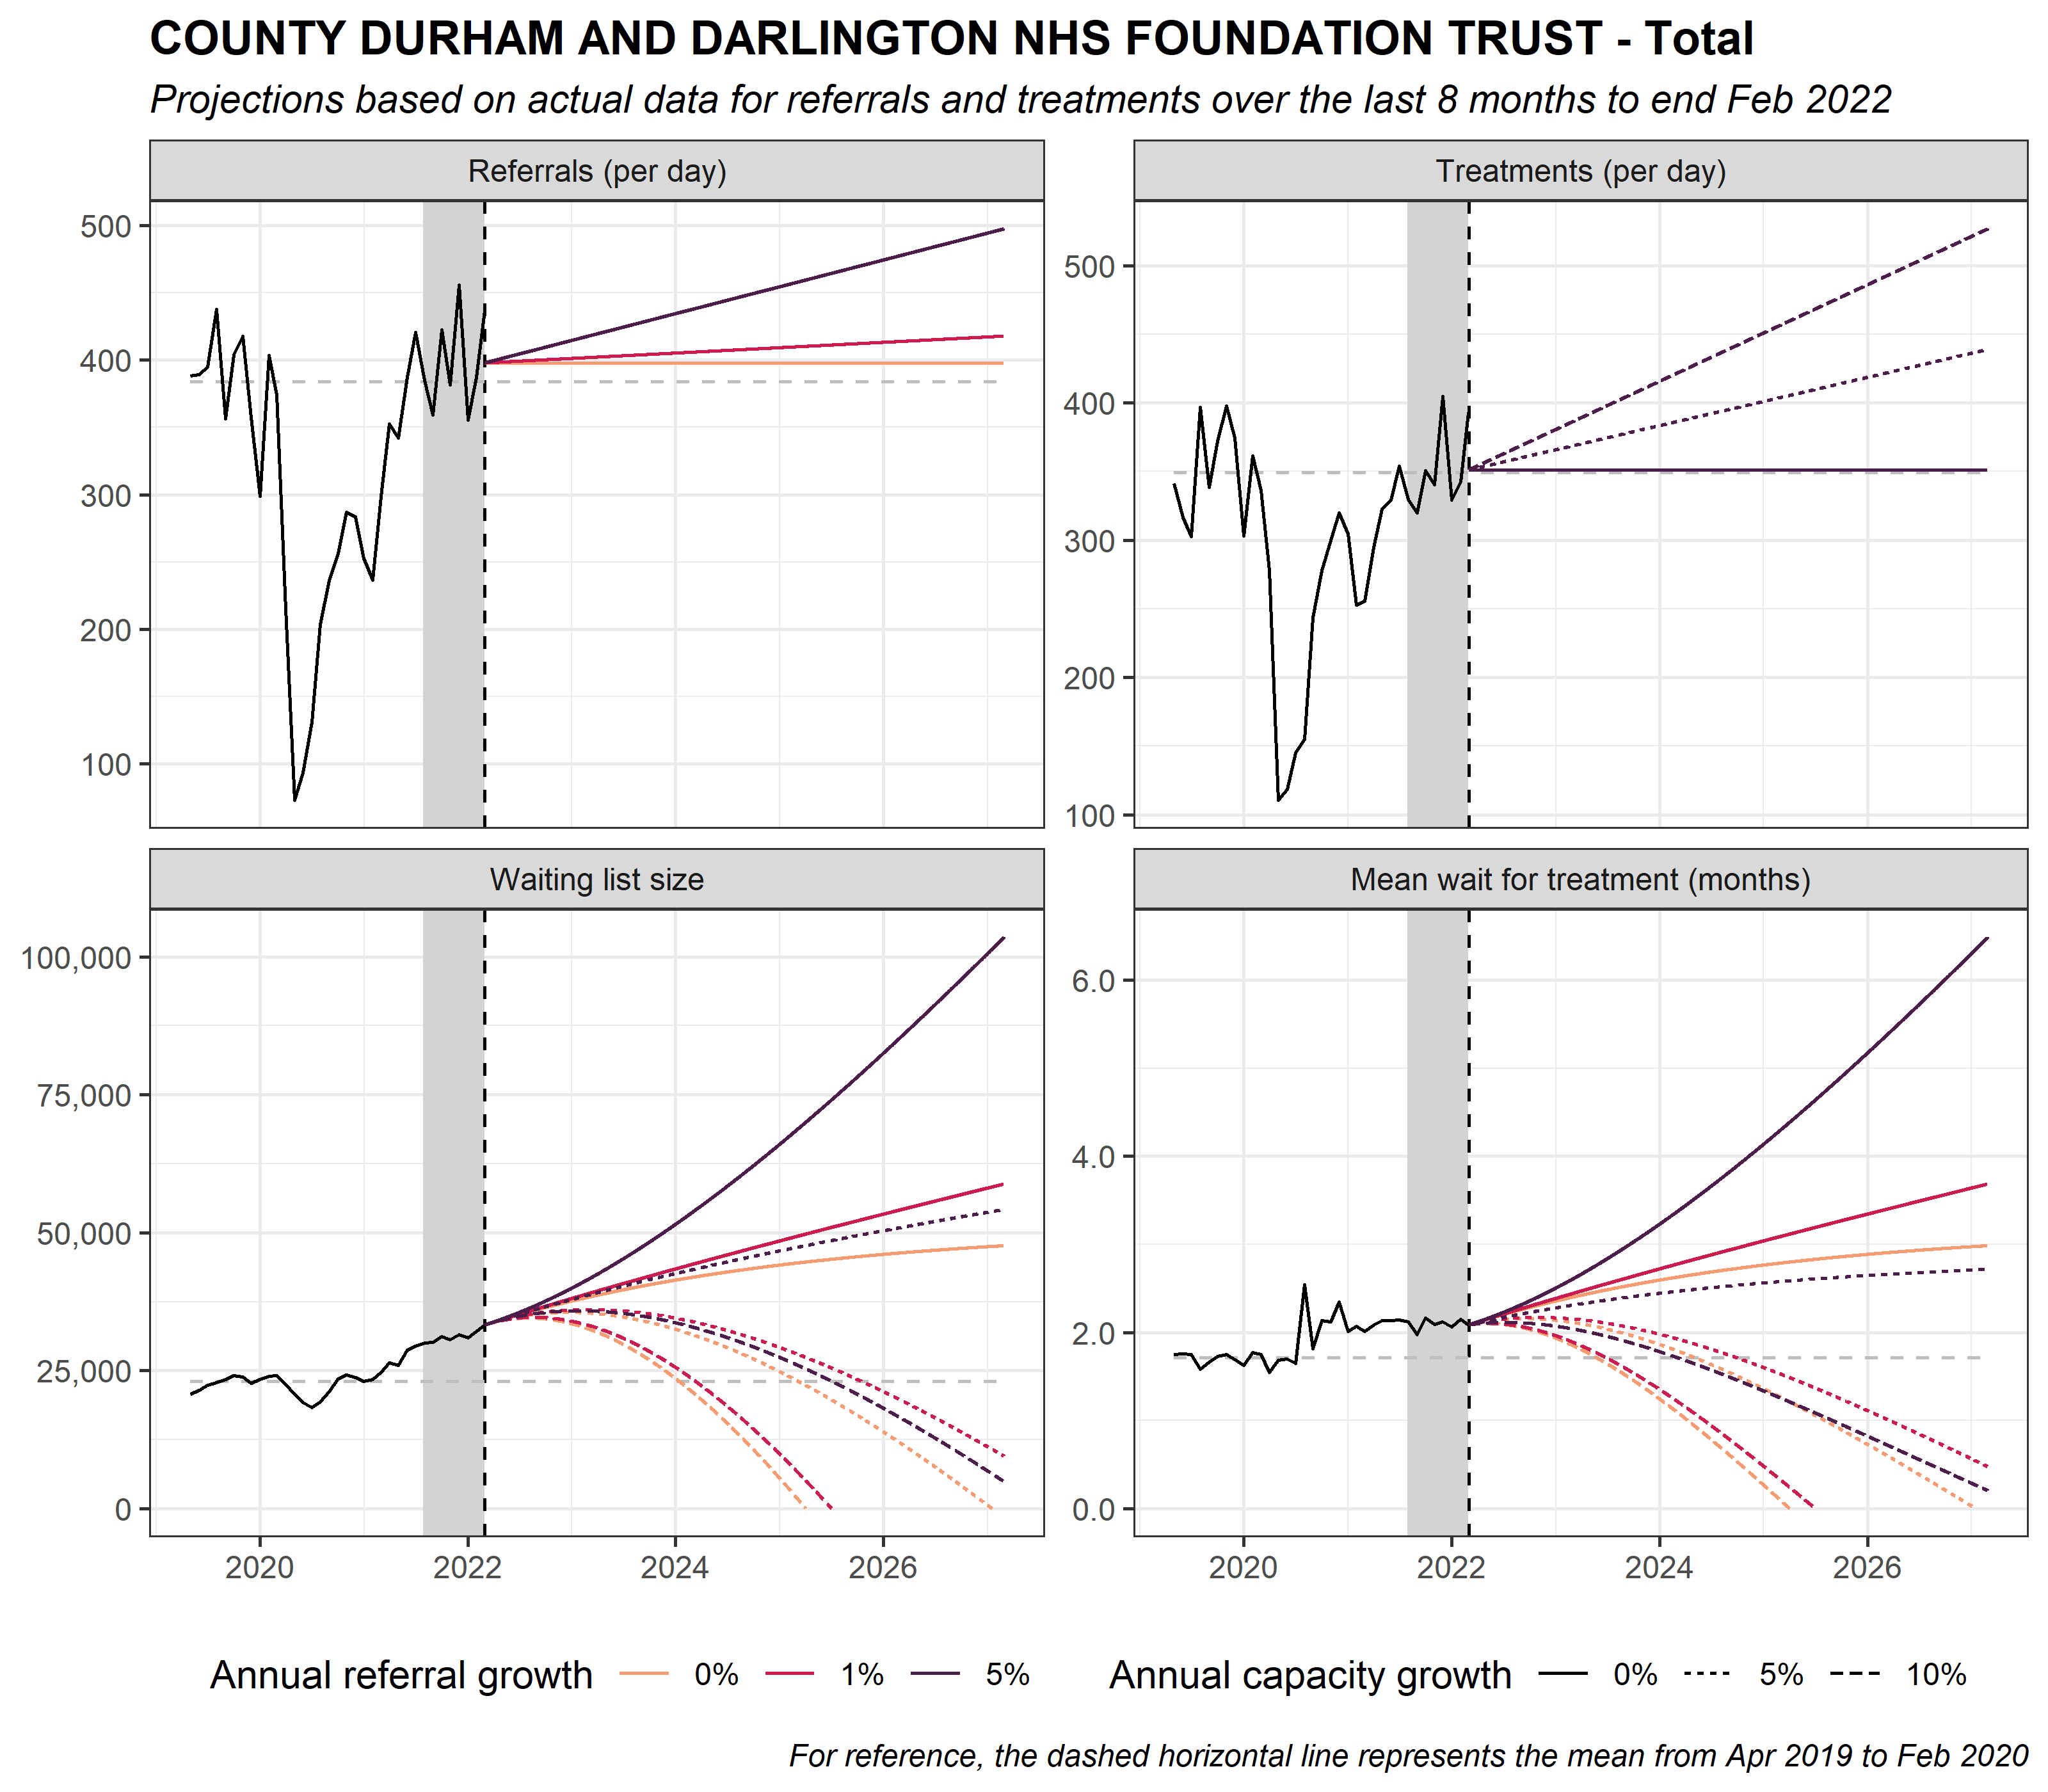 COUNTY DURHAM AND DARLINGTON NHS FOUNDATION TRUST - Total
Projections based on actual data for referrals and treatments over the last 8 months to end Feb 2022
Referrals (per day)
500
400
300
200
100
Treatments (per day)
500
400
300
200
100
Waiting list size
100,000
75,000
50,000
25,000
0
2020 2022 2024 2026
Mean wait for treatment (months)
6.0
4.0
2.0
0.0
2020 2022 2024 2026
Annual referral growth 0% 1% 5%
Annual capacity growth 0% 5% 10%
For reference, the dashed horizontal line represents the mean from Apr 2019 to Feb 2020